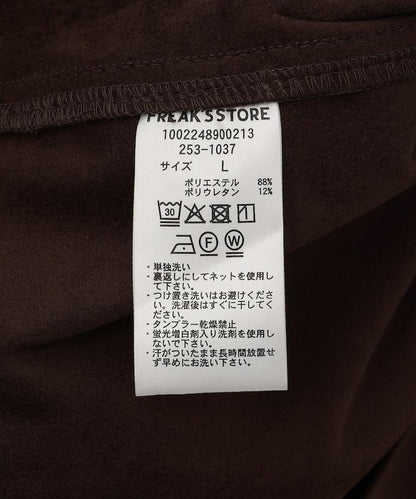 FREAK'S STORE
1002248900213
253-1037
サイズ L
ポリエステル 88%
ポリウレタン 12%
30
F W
・単独洗い
・裏返しにしてネットを使用し
て下さい。
・つけ置き洗いはお避けくださ
い。洗濯後はすぐに干してく
ださい。
・タンブラー乾燥禁止
・蛍光増白剤入り洗剤を使用
しないで下さい。
・汗がついたまま長時間放置せ
ず早めにお洗い下さい。